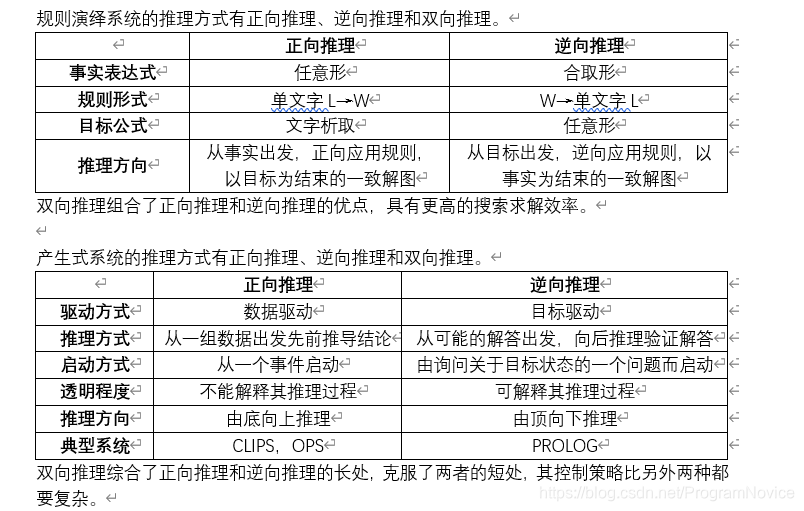 规则演绎系统的推理方式有正向推理、逆向推理和双向推理。
正向推理 逆向推理
事实表达式 任意形 合取形
规则形式 单文字 L→W W→单文字 L
目标公式 文字析取 任意形
推理方向 从事实出发，正向应用规则， 从目标出发，逆向应用规则，以
以目标为结束的一致解图 事实为结束的一致解图
双向推理组合了正向推理和逆向推理的优点，具有更高的搜索求解效率。
产生式系统的推理方式有正向推理、逆向推理和双向推理。
正向推理 逆向推理
驱动方式 数据驱动 目标驱动
推理方式 从一组数据出发先前推导结论 从可能的解答出发，向后推理验证解答
启动方式 从一个事件启动 由询问关于目标状态的一个问题而启动
透明程度 不能解释其推理过程 可解释其推理过程
推理方向 由底向上推理 由顶向下推理
典型系统 CLIPS，OPS PROLOG
双向推理综合了正向推理和逆向推理的长处，克服了两者的短处，其控制策略比另外两种都
要复杂。
https://blog.csdn.net/ProgramNovice